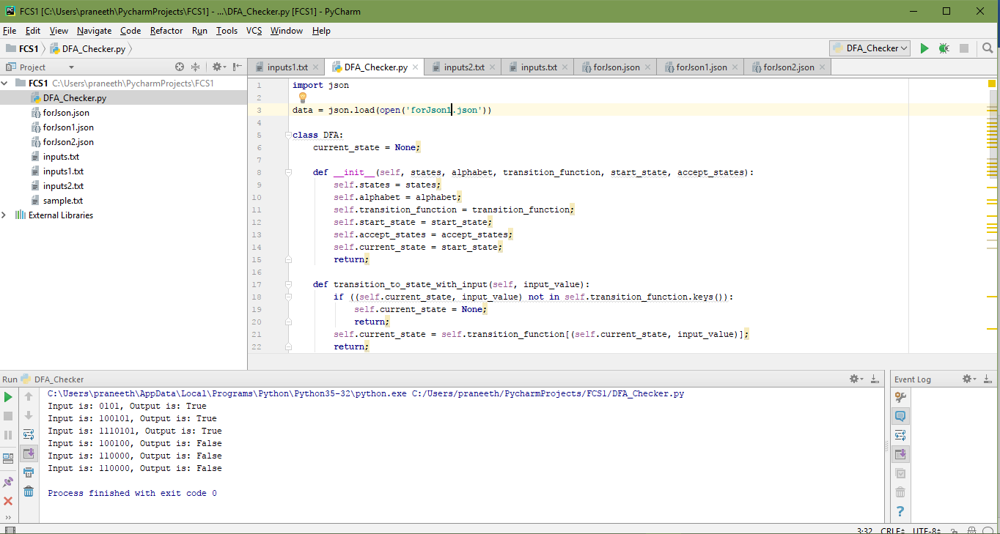 FCS1 [C:\Users\praneeth\PycharmProjects\FCS1] - ...\DFA_Checker.py [FCS1] - PyCharm
File Edit View Navigate Code Refactor Run Tools VCS Window Help
FCS1 DFA_Checker.py DFA_Checker
Project inputs1.txt DFA_Checker.py inputs2.txt inputs.txt forJson.json forJson1.json forJson2.json
FCS1 C:\Users\praneeth\PycharmProjects\FCS1
DFA_Checker.py
forJson.json
forJson1.json
forJson2.json
inputs.txt
inputs1.txt
inputs2.txt
sample.txt
External Libraries
1 import json
2
3 data = json.load(open('forJson1.json'))
4
5 class DFA:
6 current_state = None;
7
8 def __init__(self, states, alphabet, transition_function, start_state, accept_states):
9 self.states = states;
10 self.alphabet = alphabet;
11 self.transition_function = transition_function;
12 self.start_state = start_state;
13 self.accept_states = accept_states;
14 self.current_state = start_state;
15 return;
16
17 def transition_to_state_with_input(self, input_value):
18 if ((self.current_state, input_value) not in self.transition_function.keys()):
19 self.current_state = None;
20 return;
21 self.current_state = self.transition_function[(self.current_state, input_value)];
22 return;
Run DFA_Checker
C:\Users\praneeth\AppData\Local\Programs\Python\Python35-32\python.exe C:/Users/praneeth/PycharmProjects/FCS1/DFA_Checker.py
Input is: 0101, Output is: True
Input is: 100101, Output is: True
Input is: 1110101, Output is: True
Input is: 100100, Output is: False
Input is: 110000, Output is: False
Input is: 110000, Output is: False
Process finished with exit code 0
Event Log
3:32 CRLF UTF-8